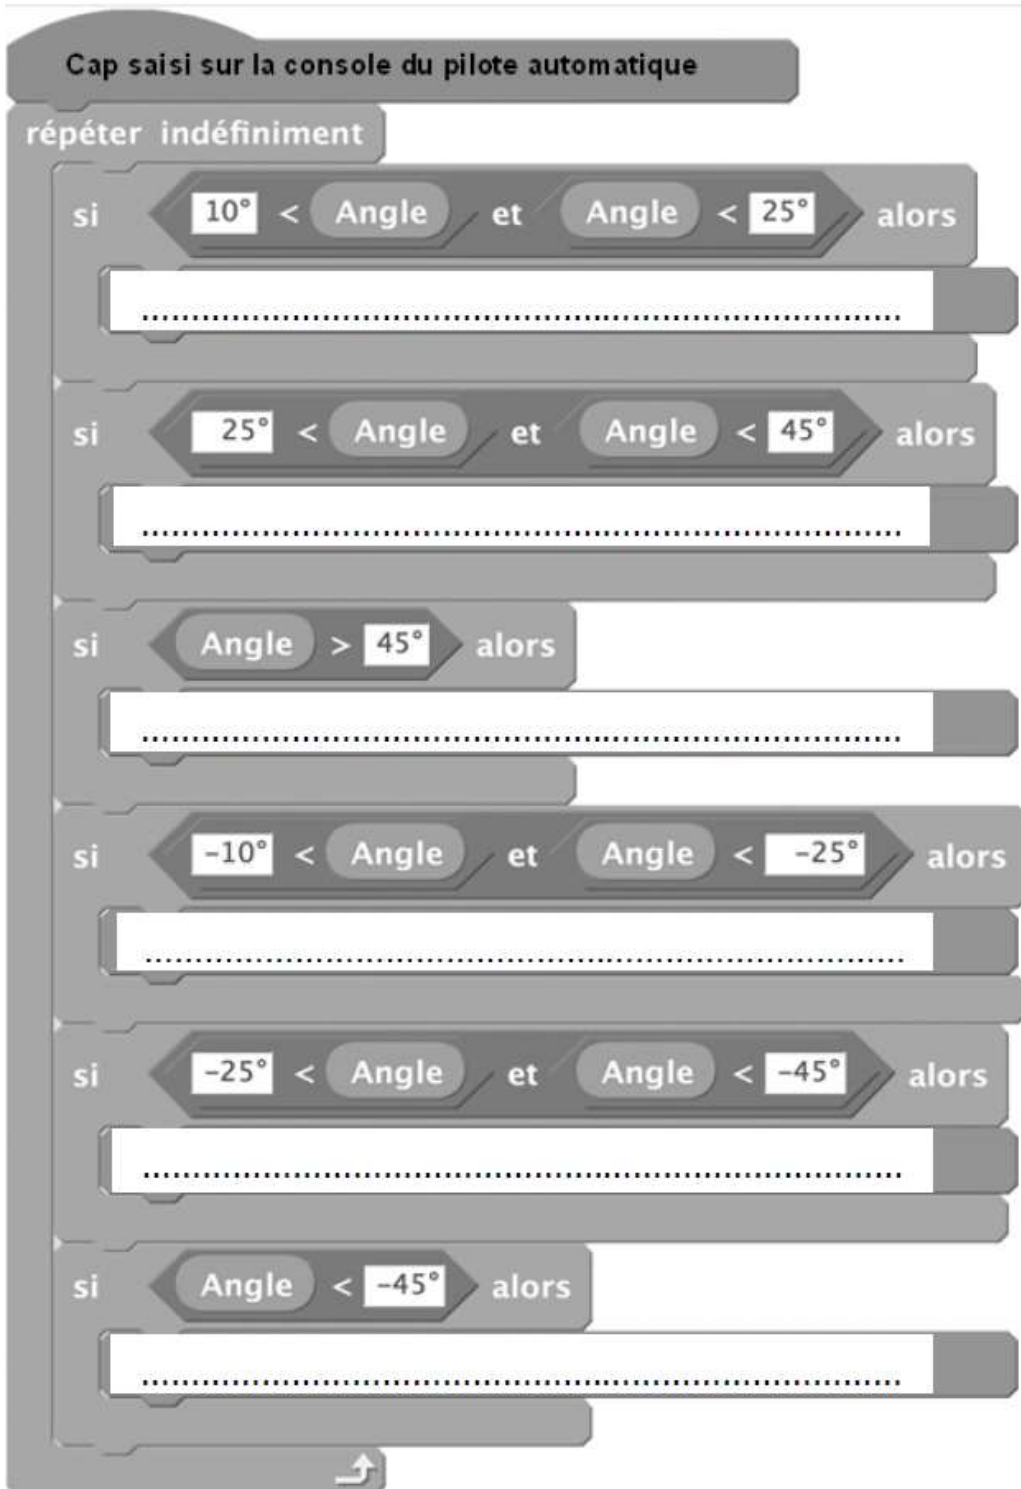 Cap saisi sur la console du pilote automatique
répéter indéfiniment
si 10° < Angle et Angle < 25° alors
..............................................................................
si 25° < Angle et Angle < 45° alors
..............................................................................
si Angle > 45° alors
..............................................................................
si -10° < Angle et Angle < -25° alors
..............................................................................
si -25° < Angle et Angle < -45° alors
..............................................................................
si Angle < -45° alors
..............................................................................